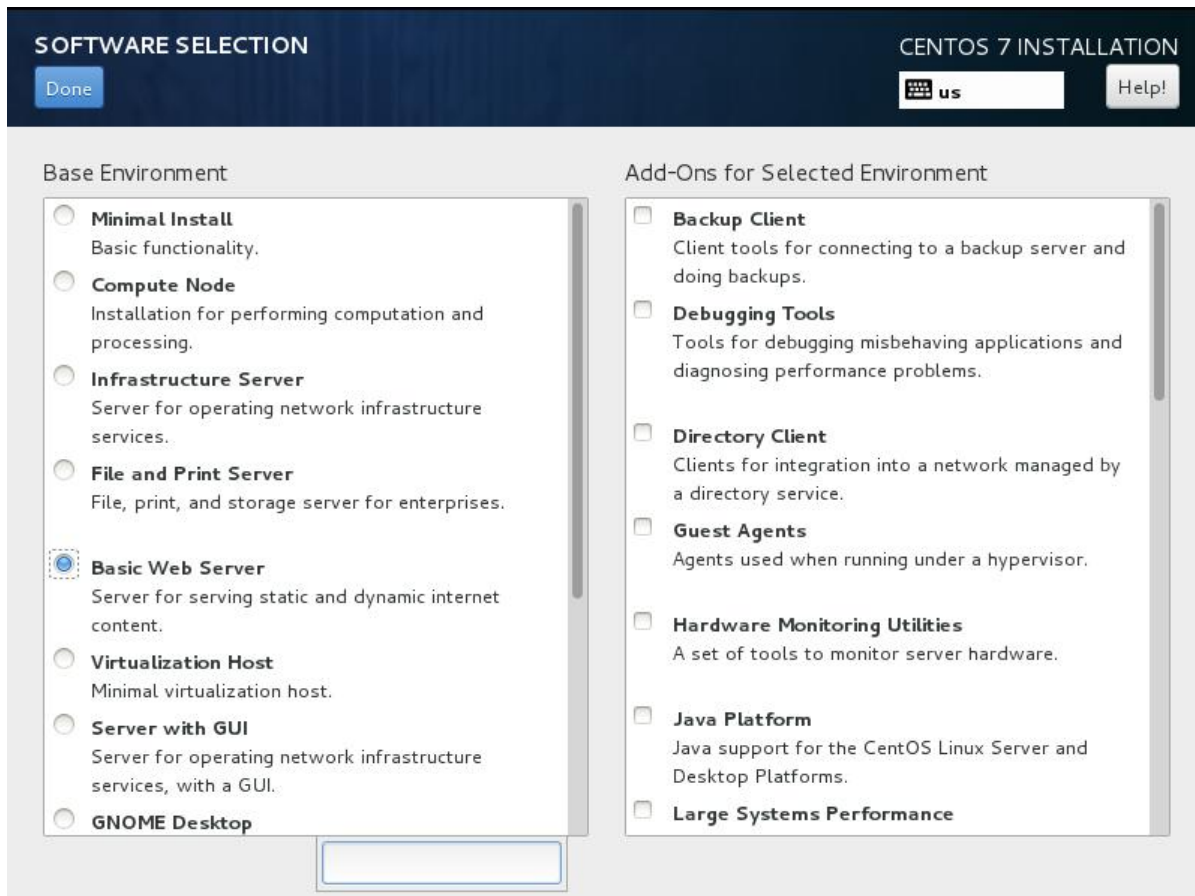 SOFTWARE SELECTION
CENTOS 7 INSTALLATION
Done
us
Help!
Base Environment
Minimal Install
Basic functionality.
Compute Node
Installation for performing computation and
processing.
Infrastructure Server
Server for operating network infrastructure
services.
File and Print Server
File, print, and storage server for enterprises.
Basic Web Server
Server for serving static and dynamic internet
content.
Virtualization Host
Minimal virtualization host.
Server with GUI
Server for operating network infrastructure
services, with a GUI.
GNOME Desktop
Add-Ons for Selected Environment
Backup Client
Client tools for connecting to a backup server and
doing backups.
Debugging Tools
Tools for debugging misbehaving applications and
diagnosing performance problems.
Directory Client
Clients for integration into a network managed by
a directory service.
Guest Agents
Agents used when running under a hypervisor.
Hardware Monitoring Utilities
A set of tools to monitor server hardware.
Java Platform
Java support for the CentOS Linux Server and
Desktop Platforms.
Large Systems Performance